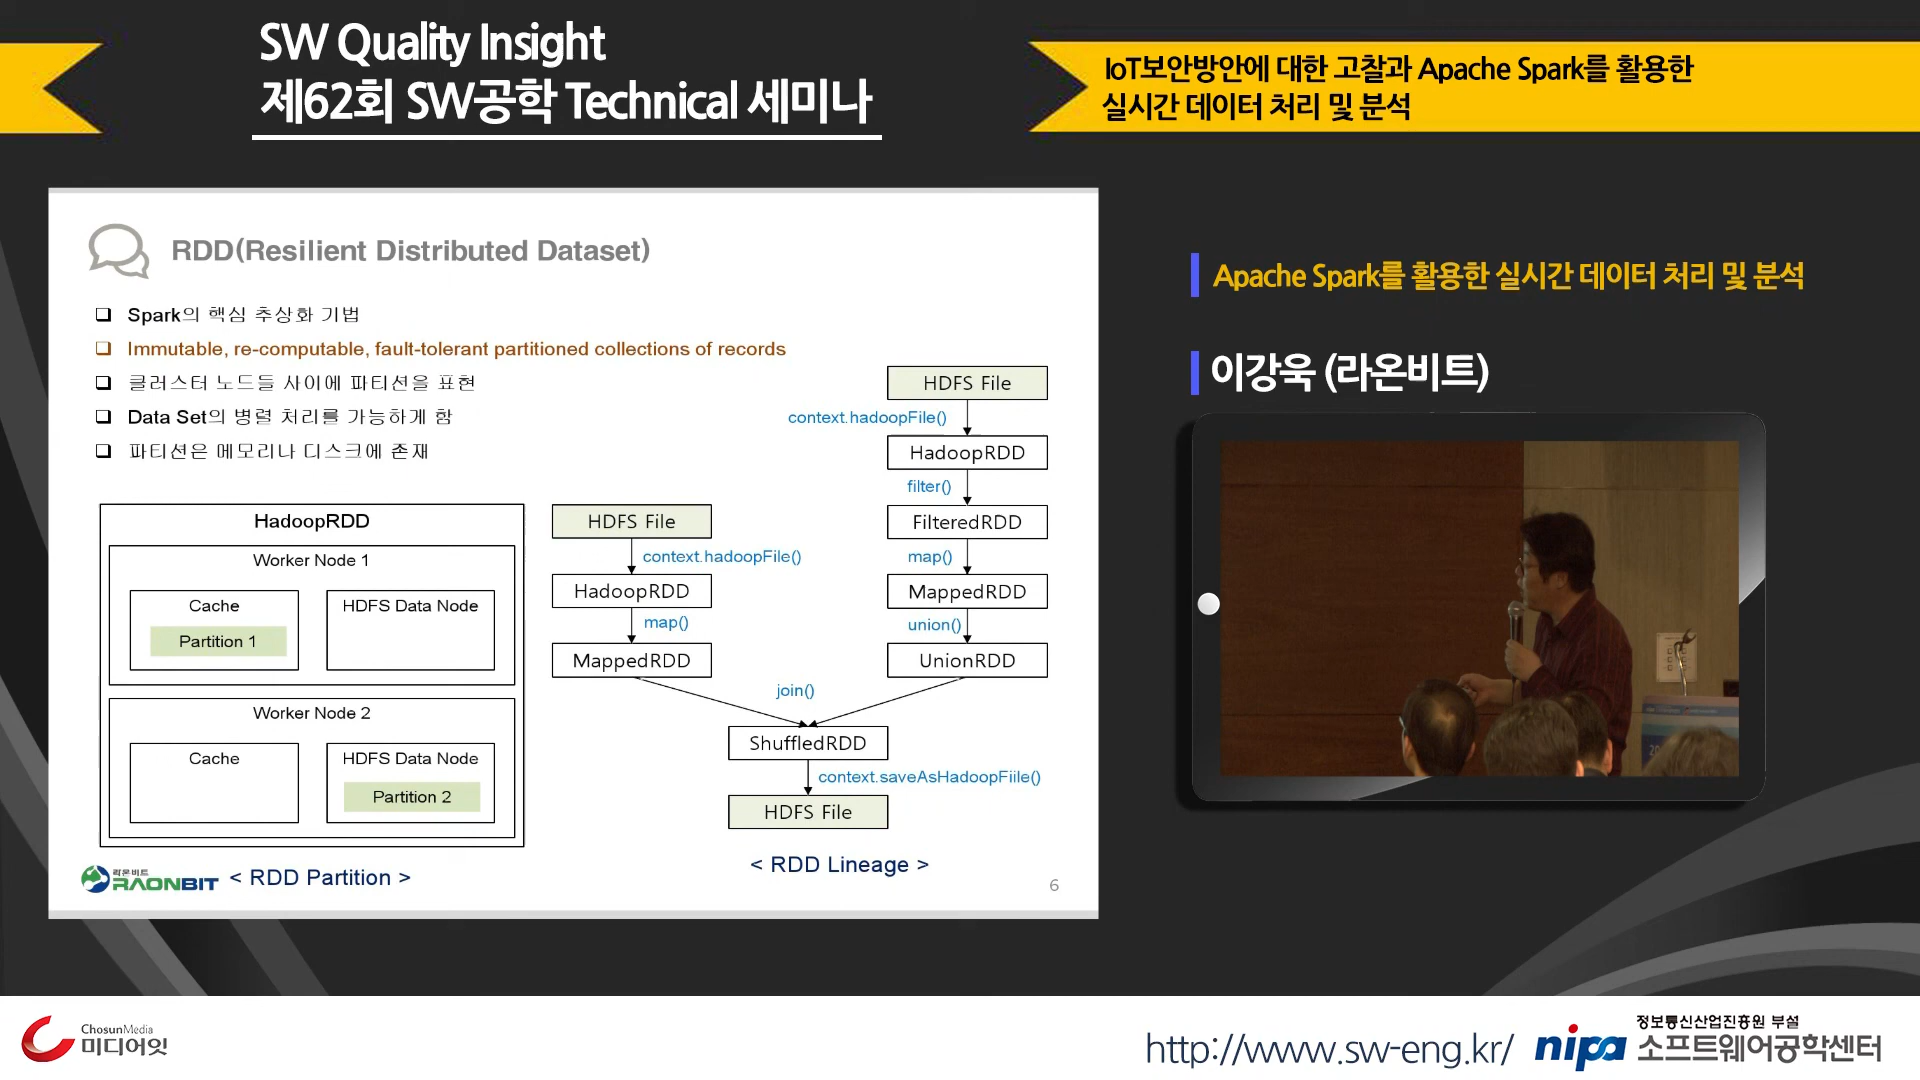 SW Quality Insight
제62회 SW공학 Technical 세미나
IoT보안방안에 대한 고찰과 Apache Spark를 활용한
실시간 데이터 처리 및 분석
RDD(Resilient Distributed Dataset)
Spark의 핵심 추상화 기법
Immutable, re-computable, fault-tolerant partitioned collections of records
클러스터 노드들 사이에 파티션을 표현
Data Set의 병렬 처리를 가능하게 함
파티션은 메모리나 디스크에 존재
HadoopRDD
Worker Node 1
Cache
Partition 1
HDFS Data Node
Worker Node 2
Cache
HDFS Data Node
Partition 2
라온비트
RAONBIT
< RDD Partition >
HDFS File
context.hadoopFile()
HadoopRDD
map()
MappedRDD
HDFS File
context.hadoopFile()
HadoopRDD
filter()
FilteredRDD
map()
MappedRDD
union()
UnionRDD
join()
ShuffledRDD
context.saveAsHadoopFiile()
HDFS File
< RDD Lineage >
6
Apache Spark를 활용한 실시간 데이터 처리 및 분석
이강욱 (라온비트)
ChosunMedia
미디어잇
http://www.sw-eng.kr/
nipa
정보통신산업진흥원 부설
소프트웨어공학센터